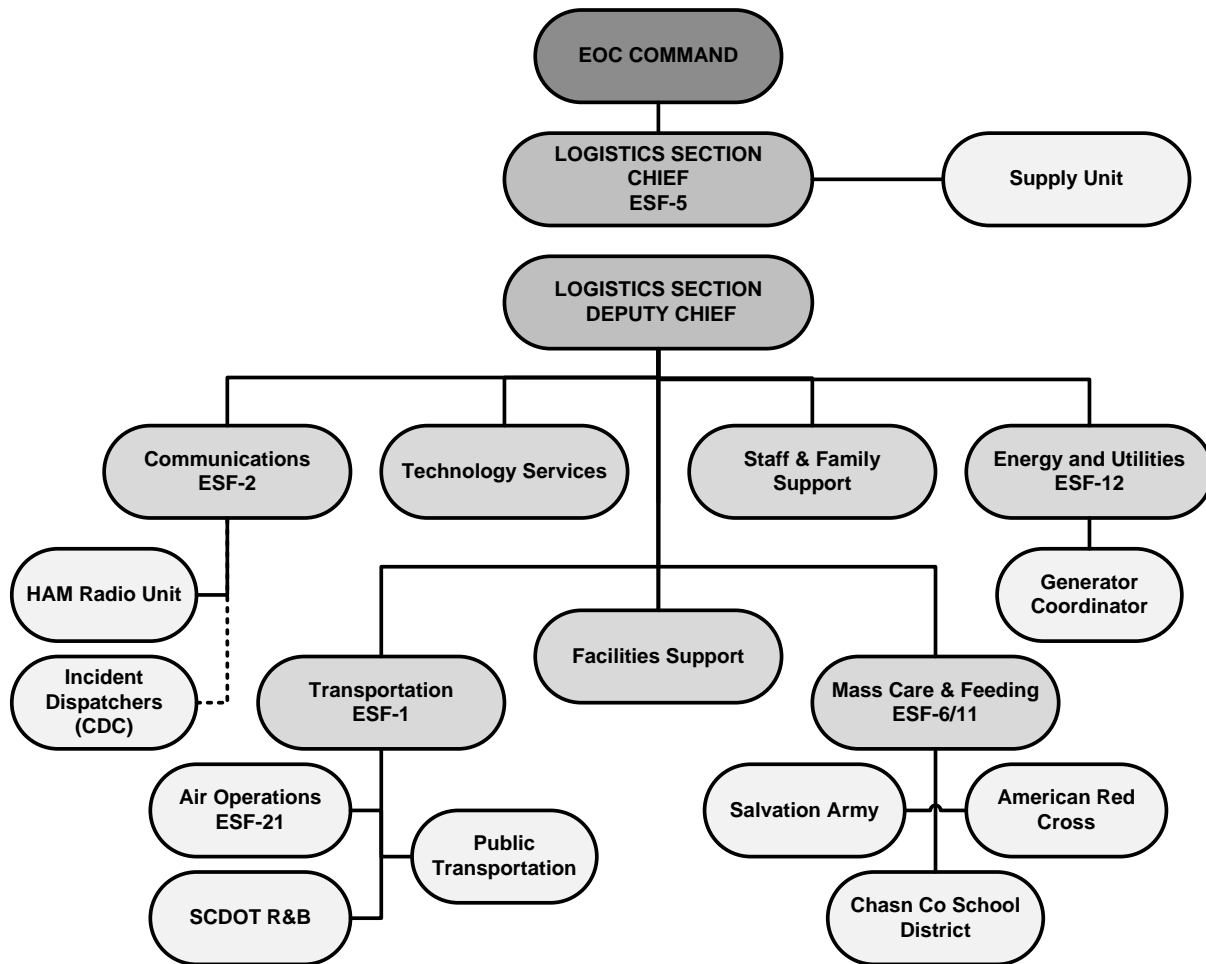 EOC COMMAND
LOGISTICS SECTION
CHIEF
ESF-5
Supply Unit
LOGISTICS SECTION
DEPUTY CHIEF
Communications
ESF-2
Technology Services
Staff & Family
Support
Energy and Utilities
ESF-12
HAM Radio Unit
Generator
Coordinator
Incident
Dispatchers
(CDC)
Transportation
ESF-1
Facilities Support
Mass Care & Feeding
ESF-6/11
Air Operations
ESF-21
Public
Transportation
SCDOT R&B
Salvation Army
American Red
Cross
Chasn Co School
District